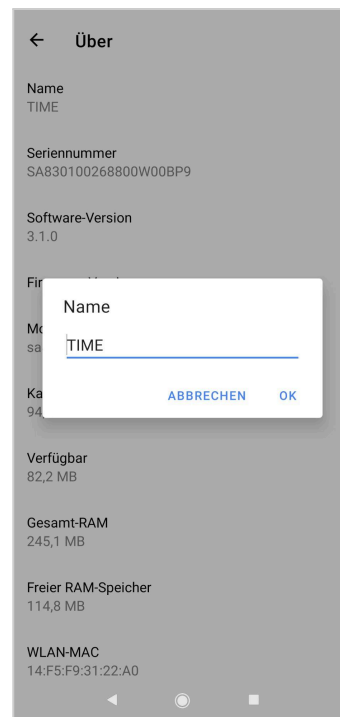 Über
Name
TIME
Seriennummer
SA830100268800W00BP9
Software-Version
3.1.0
Name
TIME
ABBRECHEN OK
94
Verfügbar
82,2 MB
Gesamt-RAM
245,1 MB
Freier RAM-Speicher
114,8 MB
WLAN-MAC
14:F5:F9:31:22:A0